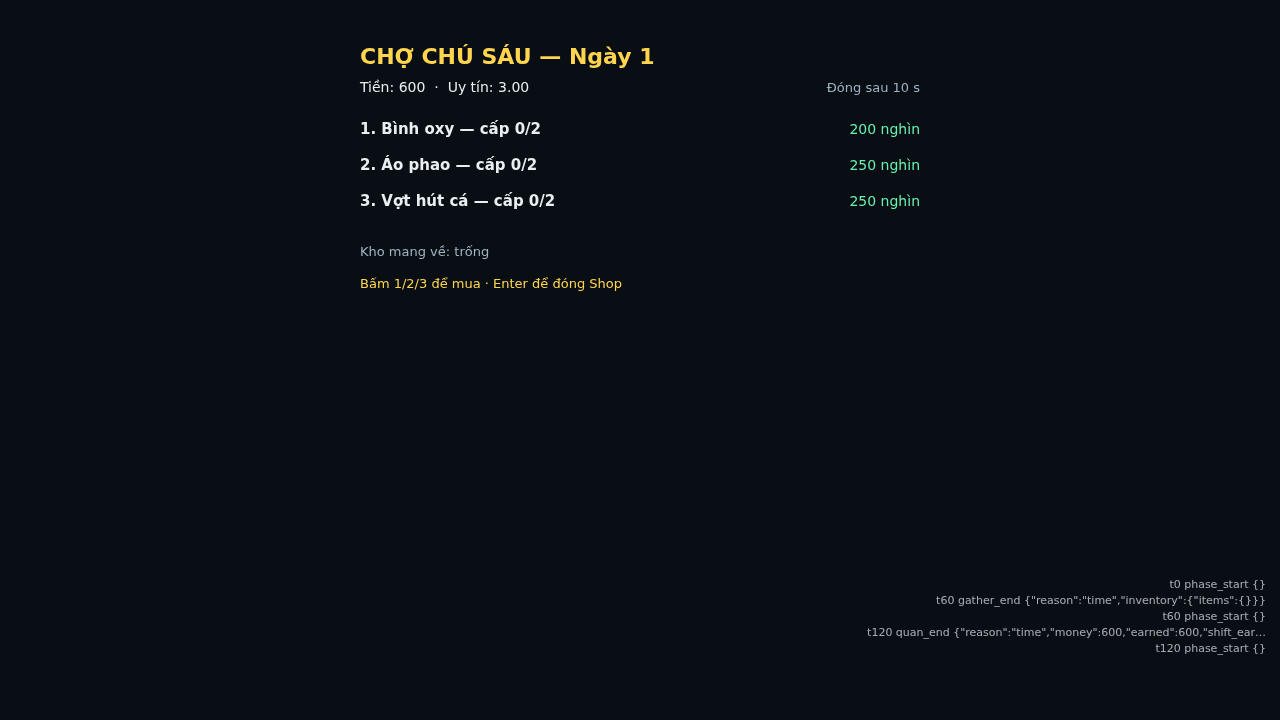 CHỢ CHÚ SÁU — Ngày 1
Tiền: 600 · Uy tín: 3.00
Đóng sau 10 s
1. Bình oxy — cấp 0/2
200 nghìn
2. Áo phao — cấp 0/2
250 nghìn
3. Vợt hút cá — cấp 0/2
250 nghìn
Kho mang về: trống
Bấm 1/2/3 để mua · Enter để đóng Shop
t0 phase_start {}
t60 gather_end {"reason":"time","inventory":{"items":{}}}
t60 phase_start {}
t120 quan_end {"reason":"time","money":600,"earned":600,"shift_ear…
t120 phase_start {}